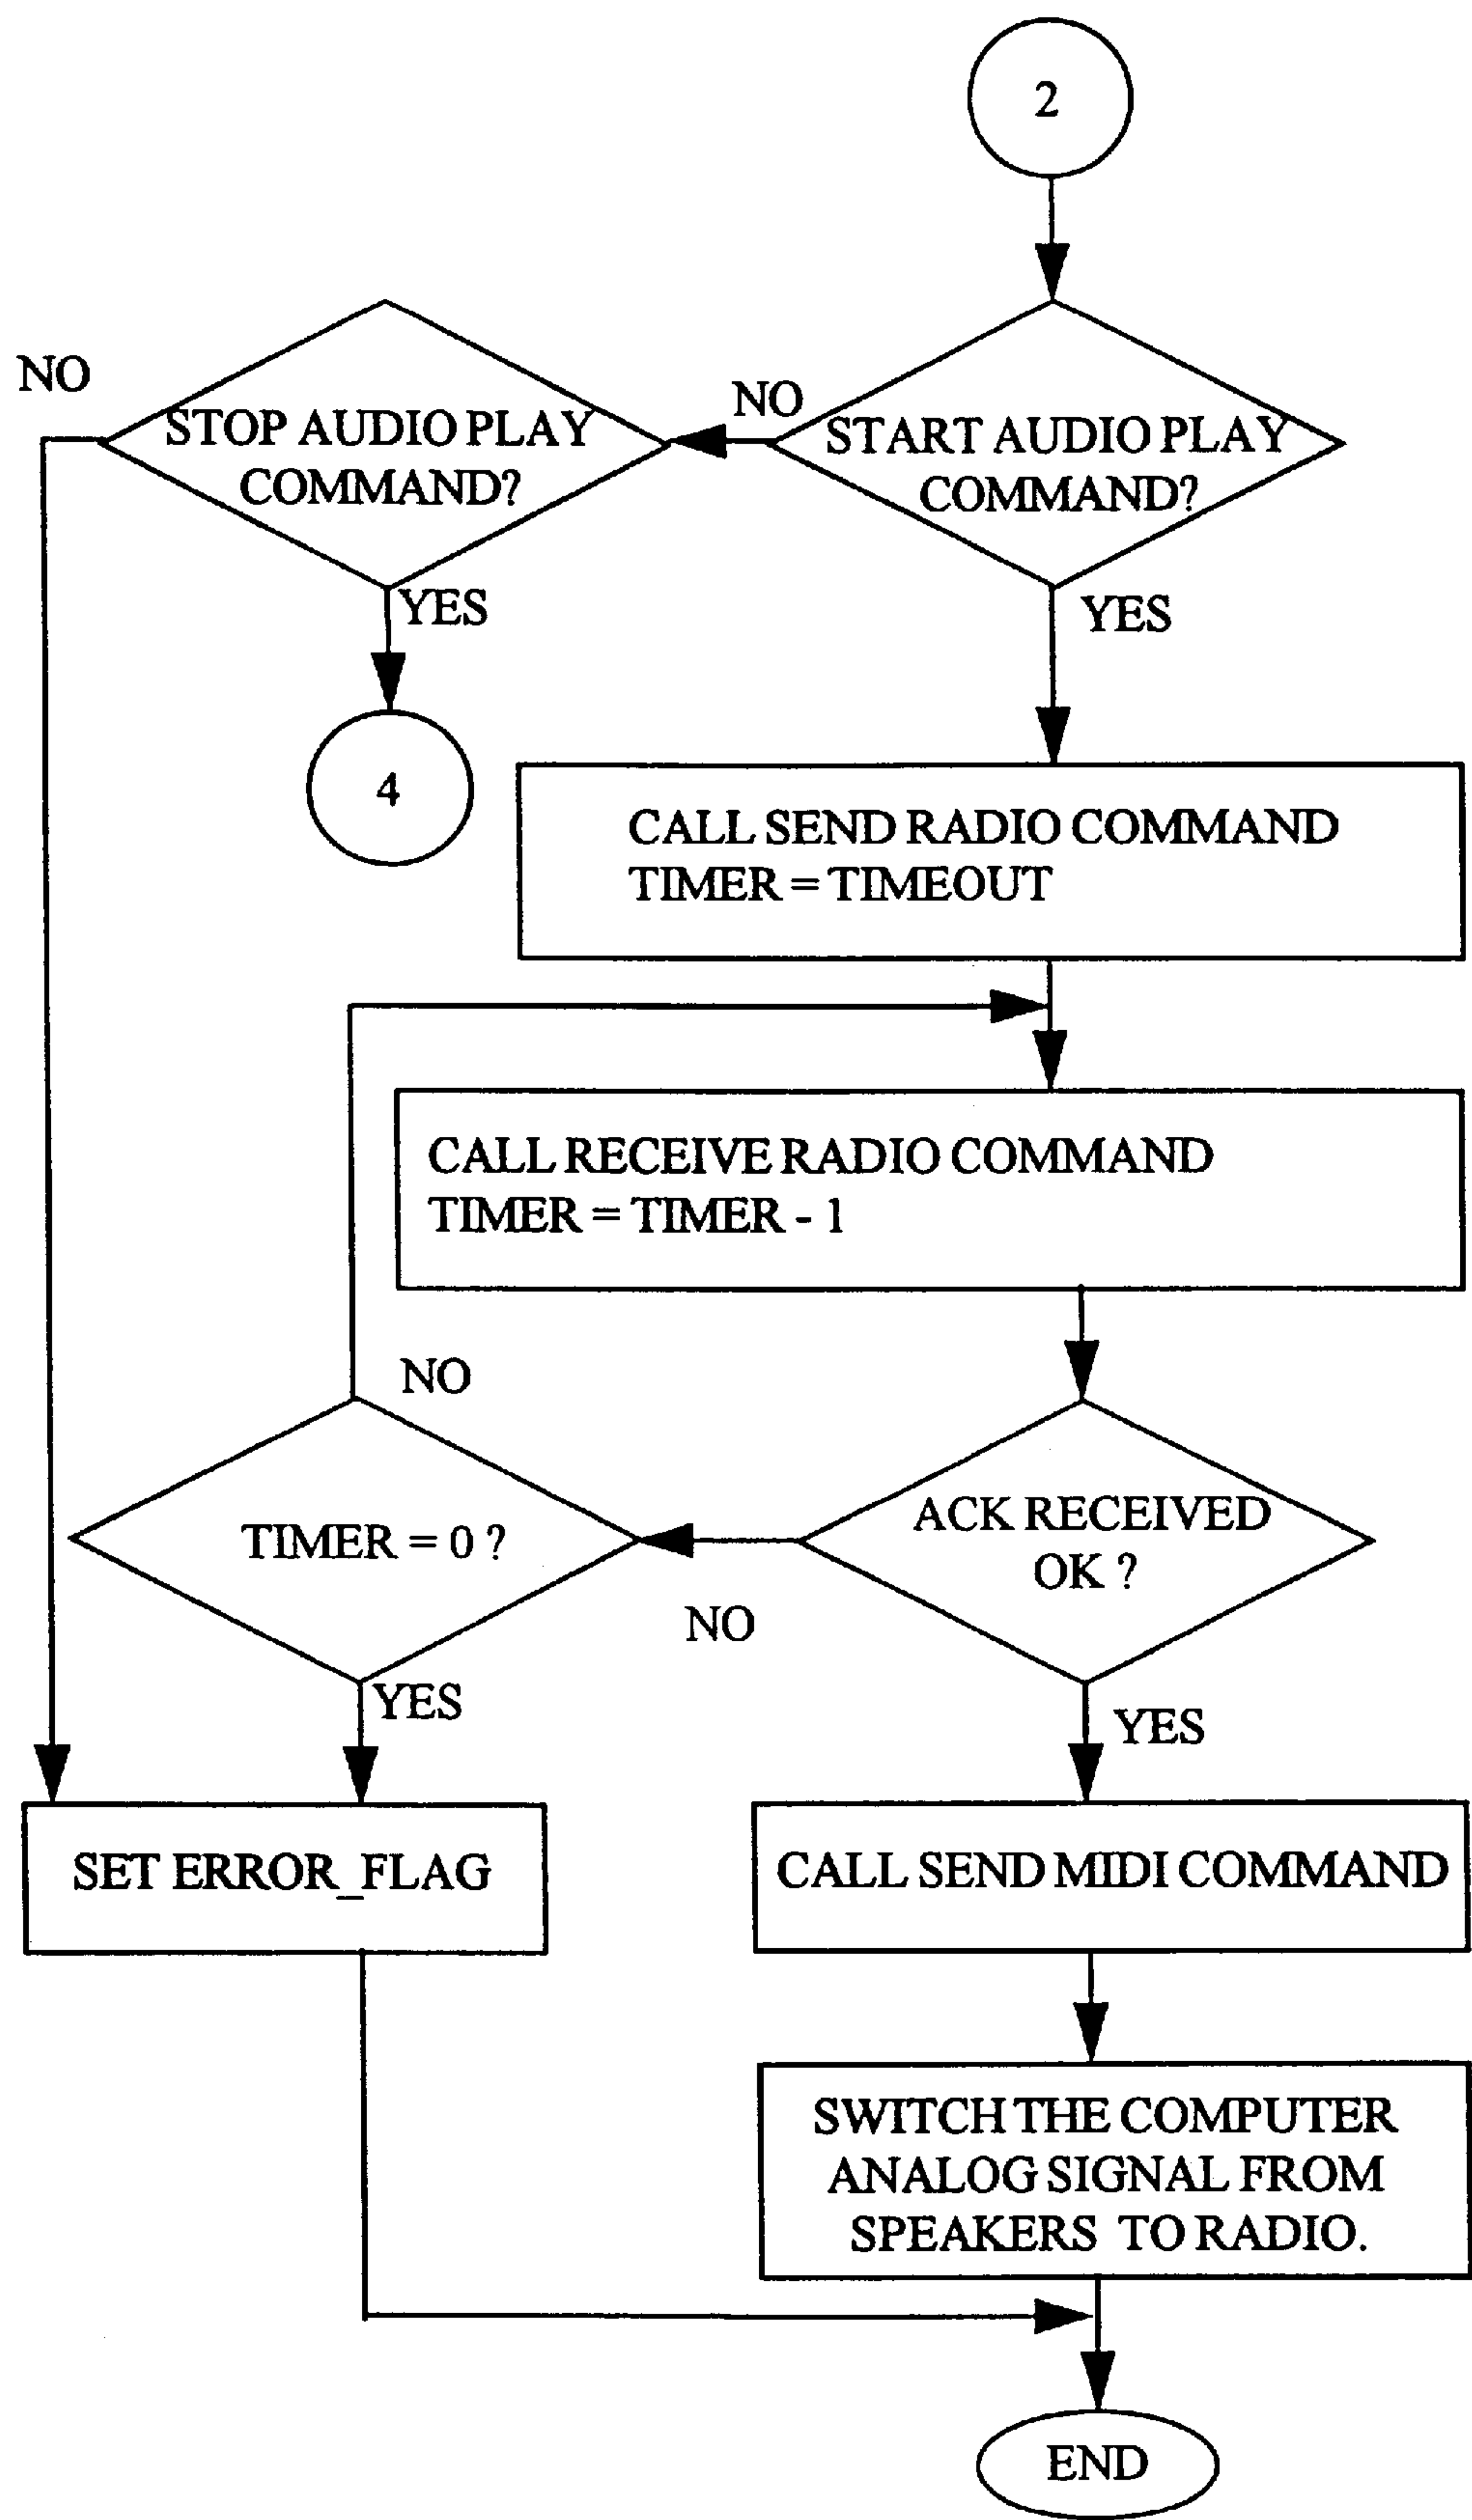 2
NO
STOP AUDIO PLAY
COMMAND?
NO
START AUDIO PLAY
COMMAND?
YES
YES
4
CALL SEND RADIO COMMAND
TIMER = TIMEOUT
CALL RECEIVE RADIO COMMAND
TIMER = TIMER - 1
NO
TIMER = 0 ?
ACK RECEIVED
OK ?
NO
YES
YES
SET ERROR_FLAG
CALL SEND MIDI COMMAND
SWITCH THE COMPUTER
ANALOG SIGNAL FROM
SPEAKERS TO RADIO.
END